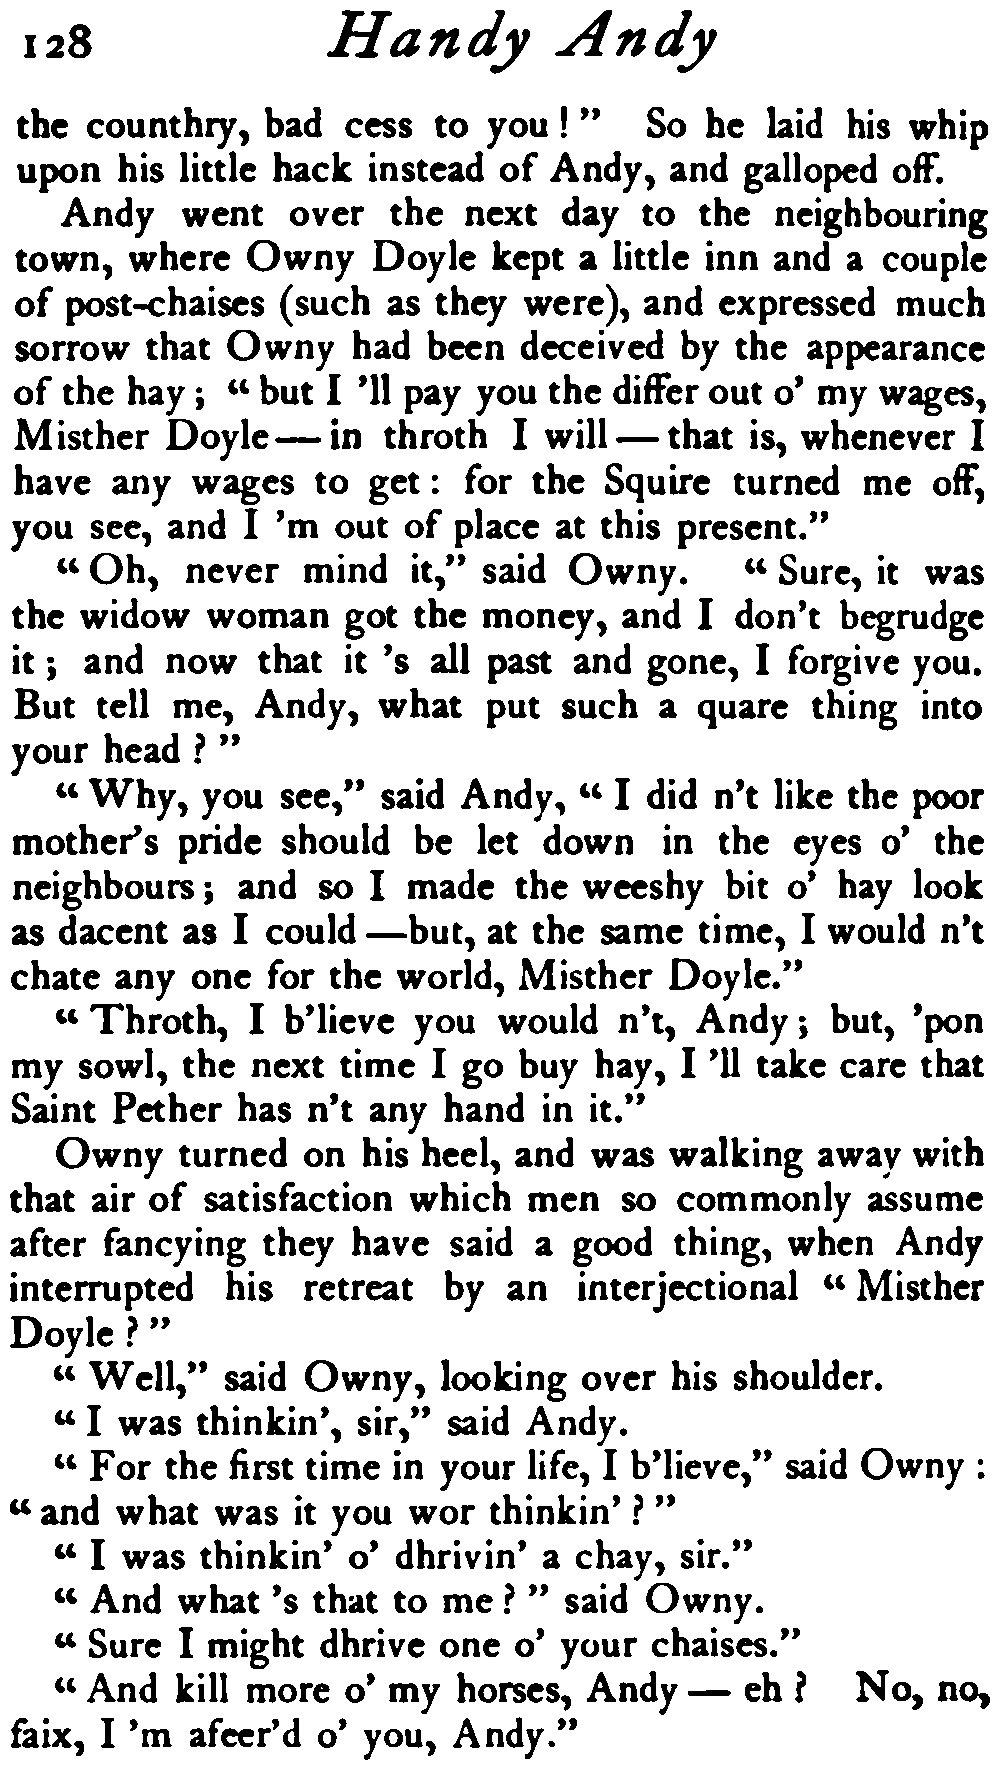 128 Handy Andy
the counthry, bad cess to you!" So he laid his whip
upon his little hack instead of Andy, and galloped off.
Andy went over the next day to the neighbouring
town, where Owny Doyle kept a little inn and a couple
of post-chaises (such as they were), and expressed much
sorrow that Owny had been deceived by the appearance
of the hay; "but I 'll pay you the differ out o' my wages,
Misther Doyle—in throth I will—that is, whenever I
have any wages to get: for the Squire turned me off,
you see, and I 'm out of place at this present."
"Oh, never mind it," said Owny. "Sure, it was
the widow woman got the money, and I don't begrudge
it; and now that it 's all past and gone, I forgive you.
But tell me, Andy, what put such a quare thing into
your head?"
"Why, you see," said Andy, "I did n't like the poor
mother's pride should be let down in the eyes o' the
neighbours; and so I made the weeshy bit o' hay look
as dacent as I could—but, at the same time, I would n't
chate any one for the world, Misther Doyle."
"Throth, I b'lieve you would n't, Andy; but, 'pon
my sowl, the next time I go buy hay, I 'll take care that
Saint Pether has n't any hand in it."
Owny turned on his heel, and was walking away with
that air of satisfaction which men so commonly assume
after fancying they have said a good thing, when Andy
interrupted his retreat by an interjectional "Misther
Doyle?"
"Well," said Owny, looking over his shoulder.
"I was thinkin', sir," said Andy.
"For the first time in your life, I b'lieve," said Owny:
"and what was it you wor thinkin'?"
"I was thinkin' o' dhrivin' a chay, sir."
"And what 's that to me?" said Owny.
"Sure I might dhrive one o' your chaises."
"And kill more o' my horses, Andy—eh? No, no,
faix, I 'm afeer'd o' you, Andy."